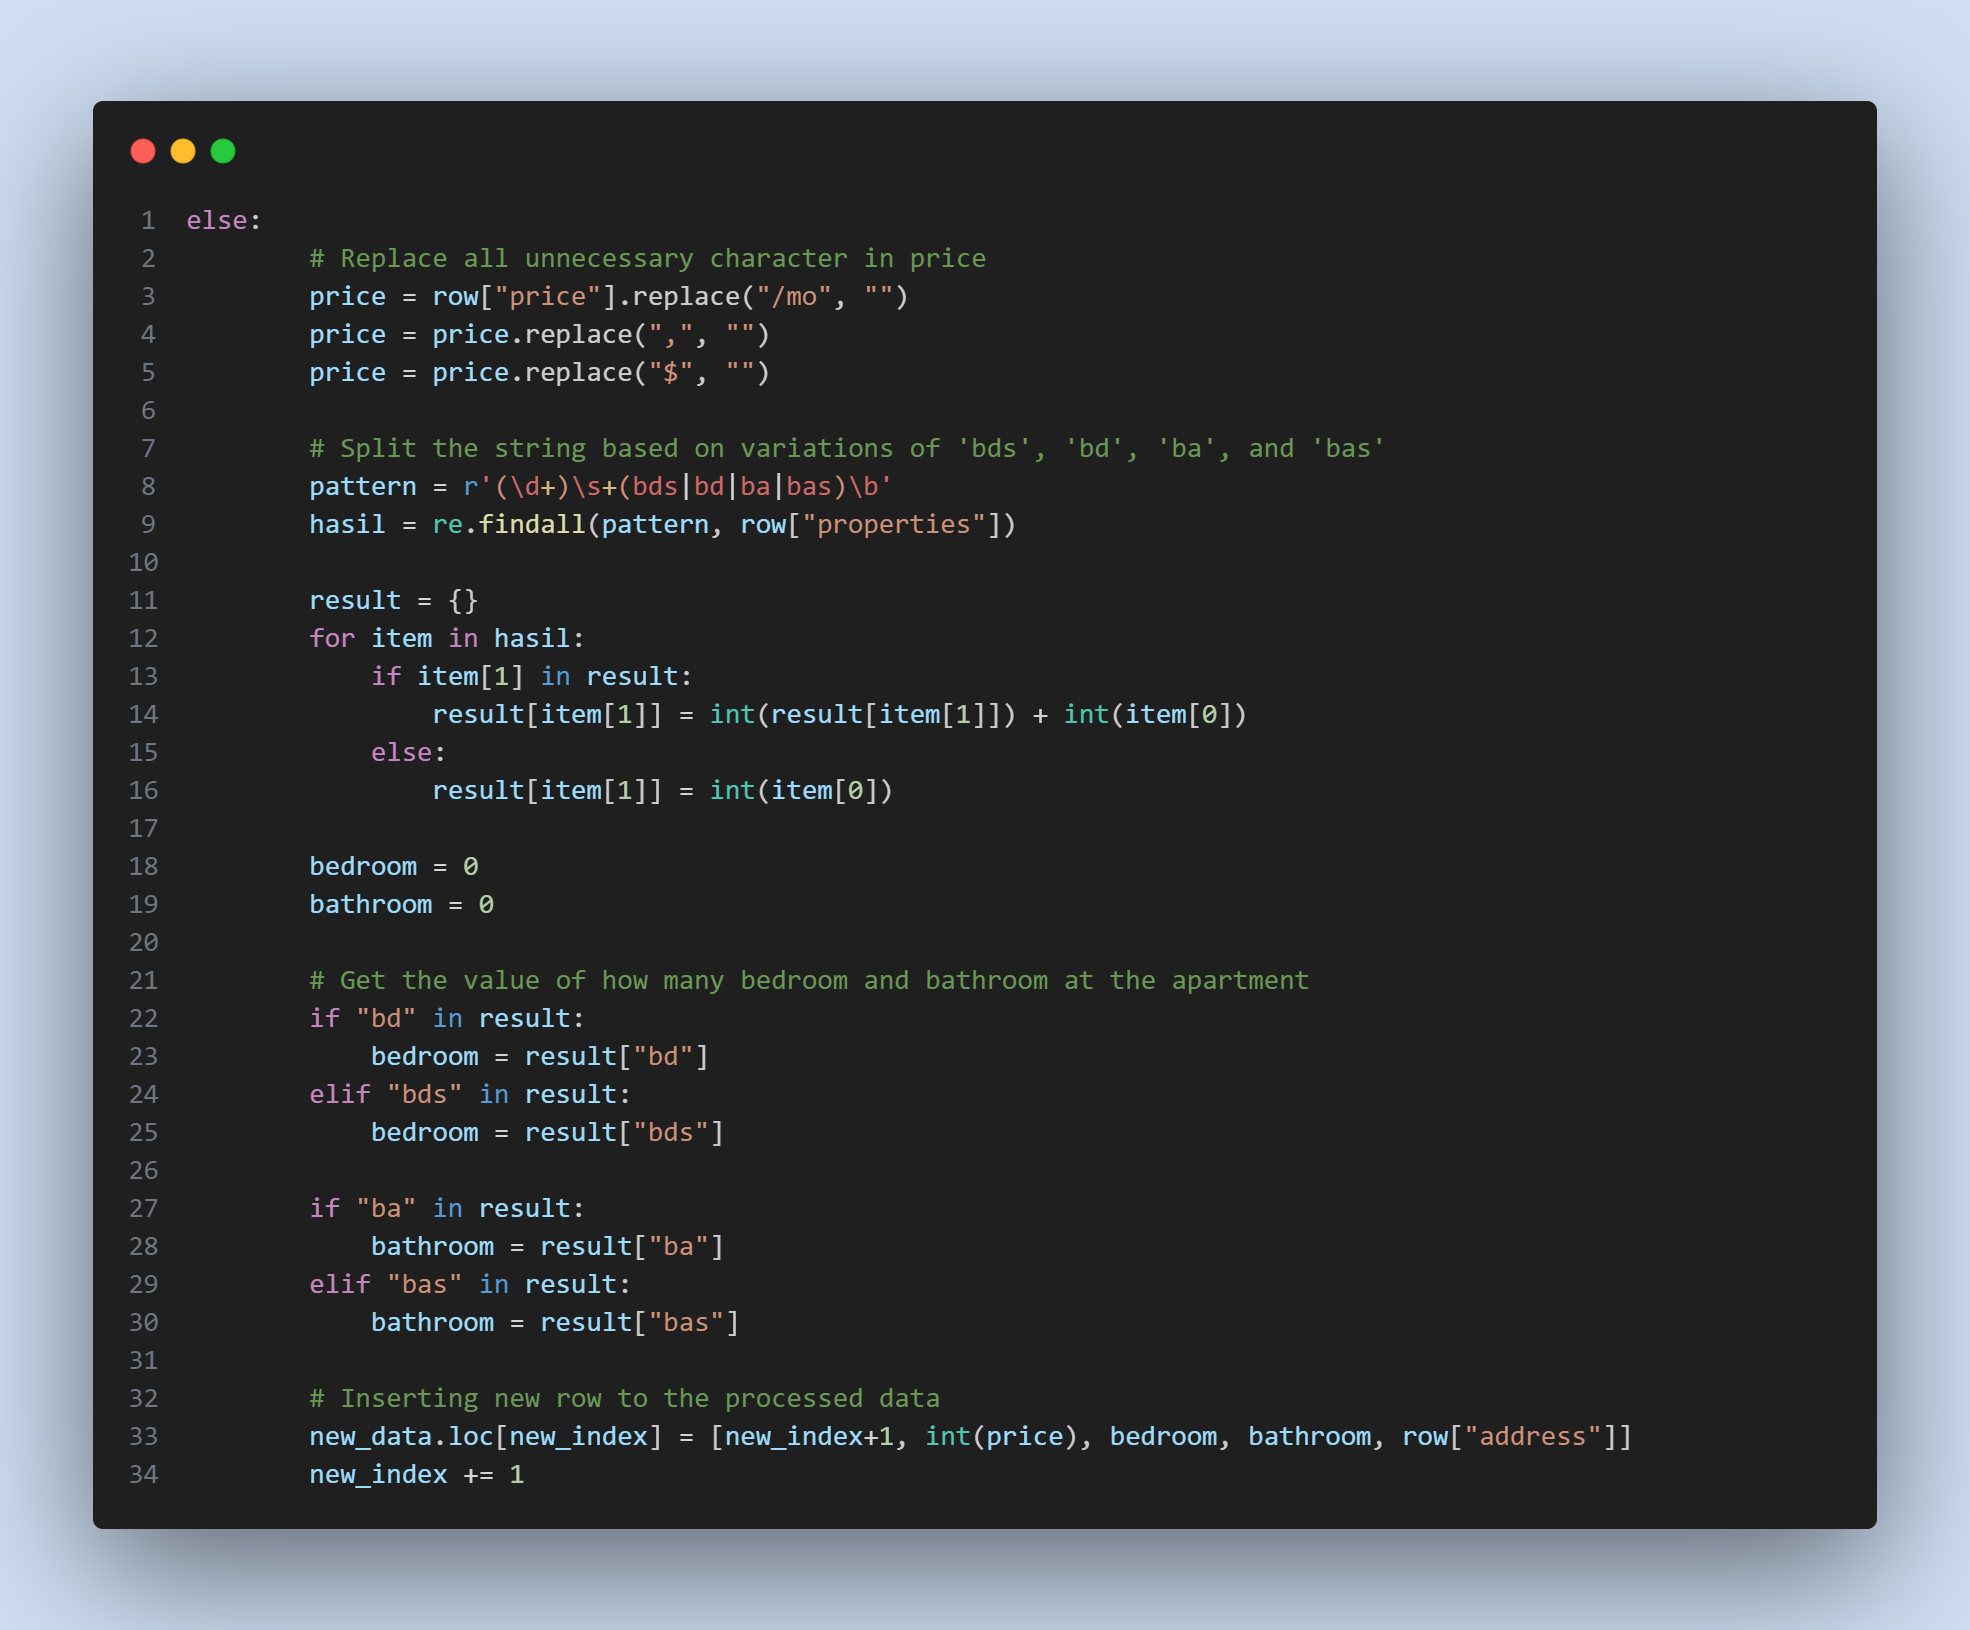 1 else:
2         # Replace all unnecessary character in price
3         price = row["price"].replace("/mo", "")
4         price = price.replace(",", "")
5         price = price.replace("$", "")
6
7         # Split the string based on variations of 'bds', 'bd', 'ba', and 'bas'
8         pattern = r'(\d+)\s+(bds|bd|ba|bas)\b'
9         hasil = re.findall(pattern, row["properties"])
10
11         result = {}
12         for item in hasil:
13             if item[1] in result:
14                 result[item[1]] = int(result[item[1]]) + int(item[0])
15             else:
16                 result[item[1]] = int(item[0])
17
18         bedroom = 0
19         bathroom = 0
20
21         # Get the value of how many bedroom and bathroom at the apartment
22         if "bd" in result:
23             bedroom = result["bd"]
24         elif "bds" in result:
25             bedroom = result["bds"]
26
27         if "ba" in result:
28             bathroom = result["ba"]
29         elif "bas" in result:
30             bathroom = result["bas"]
31
32         # Inserting new row to the processed data
33         new_data.loc[new_index] = [new_index+1, int(price), bedroom, bathroom, row["address"]]
34         new_index += 1